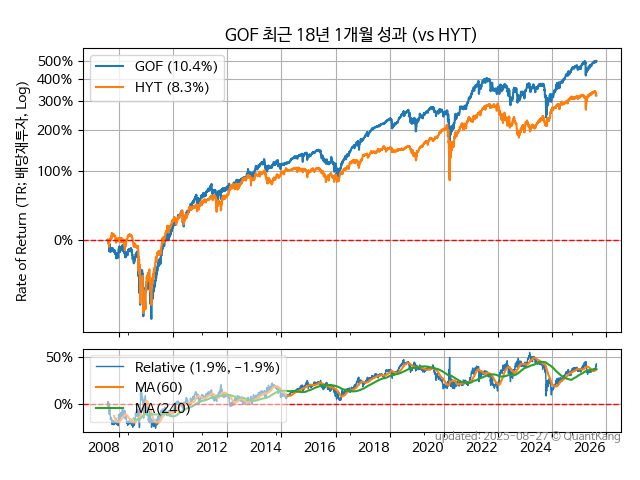 GOF 최근 18년 1개월 성과 (vs HYT)
Rate of Return (TR: 배당재투자, Log)
500%
400%
300%
200%
100%
0%
GOF (10.4%)
HYT (8.3%)
50%
0%
Relative (1.9%, −1.9%)
MA(60)
MA(240)
2008 2010 2012 2014 2016 2018 2020 2022 2024 2026
updated: 2025-08-27 © QuantKang